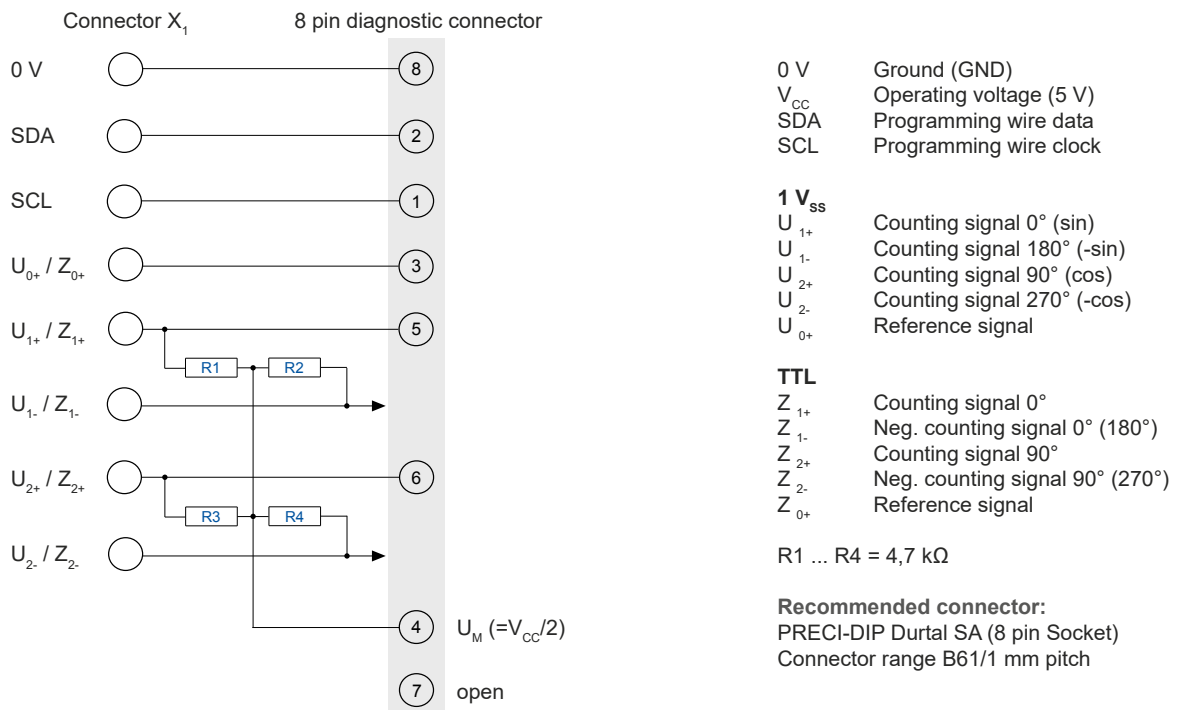 Connector X1 8 pin diagnostic connector
0 V 8
SDA 2
SCL 1
U0+ / Z0+ 3
U1+ / Z1+ 5
R1 R2
U1- / Z1-
U2+ / Z2+ 6
R3 R4
U2- / Z2-
4 UM (=VCC/2)
7 open
0 V Ground (GND)
VCC Operating voltage (5 V)
SDA Programming wire data
SCL Programming wire clock
1 VSS
U 1+ Counting signal 0° (sin)
U 1- Counting signal 180° (-sin)
U 2+ Counting signal 90° (cos)
U 2- Counting signal 270° (-cos)
U 0+ Reference signal
TTL
Z 1+ Counting signal 0°
Z 1- Neg. counting signal 0° (180°)
Z 2+ Counting signal 90°
Z 2- Neg. counting signal 90° (270°)
Z 0+ Reference signal
R1 ... R4 = 4,7 kΩ
Recommended connector:
PRECI-DIP Durtal SA (8 pin Socket)
Connector range B61/1 mm pitch